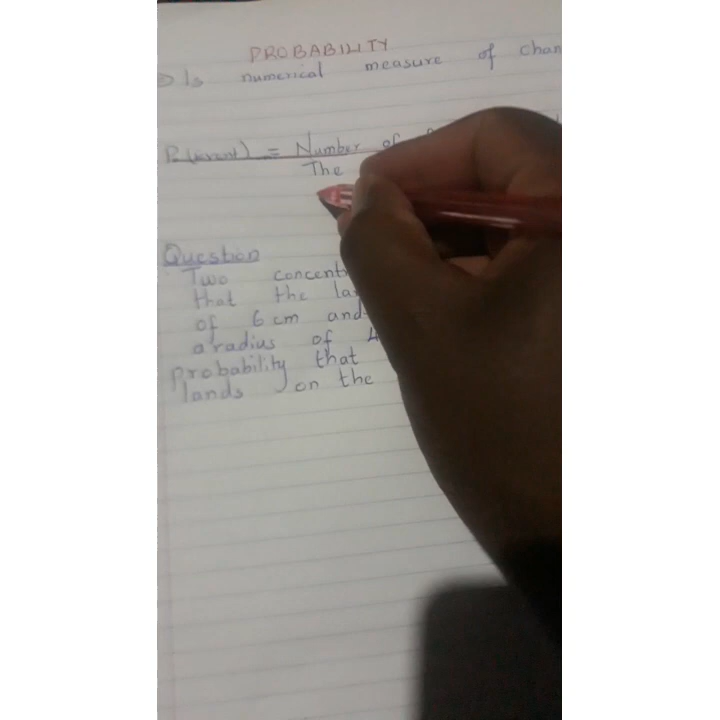 PROBABILITY
Is numerical measure of chan
P(event) = Number of
The
Question
Two concent
that the la
of 6 cm and
a radius of 4
Probability that
lands on the